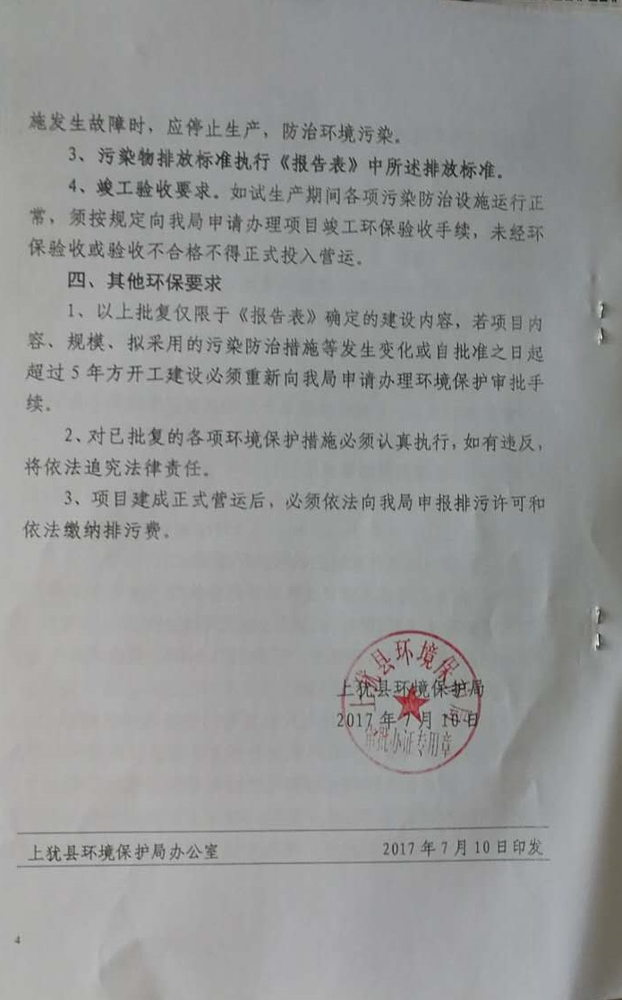 施发生故障时，应停止生产，防治环境污染。
3、污染物排放标准执行《报告表》中所述排放标准。
4、竣工验收要求。如试生产期间各项污染防治设施运行正
常，须按规定向我局申请办理项目竣工环保验收手续，未经环
保验收或验收不合格不得正式投入营运。
四、其他环保要求
1、以上批复仅限于《报告表》确定的建设内容，若项目内
容、规模、拟采用的污染防治措施等发生变化或自批准之日起
超过5年方开工建设必须重新向我局申请办理环境保护审批手
续。
2、对已批复的各项环境保护措施必须认真执行，如有违反，
将依法追究法律责任。
3、项目建成正式营运后，必须依法向我局申报排污许可和
依法缴纳排污费。
上犹县环境保护局
上犹县环境保护局
2017年7月10日
审批办证专用章
上犹县环境保护局办公室
2017年7月10日印发
4